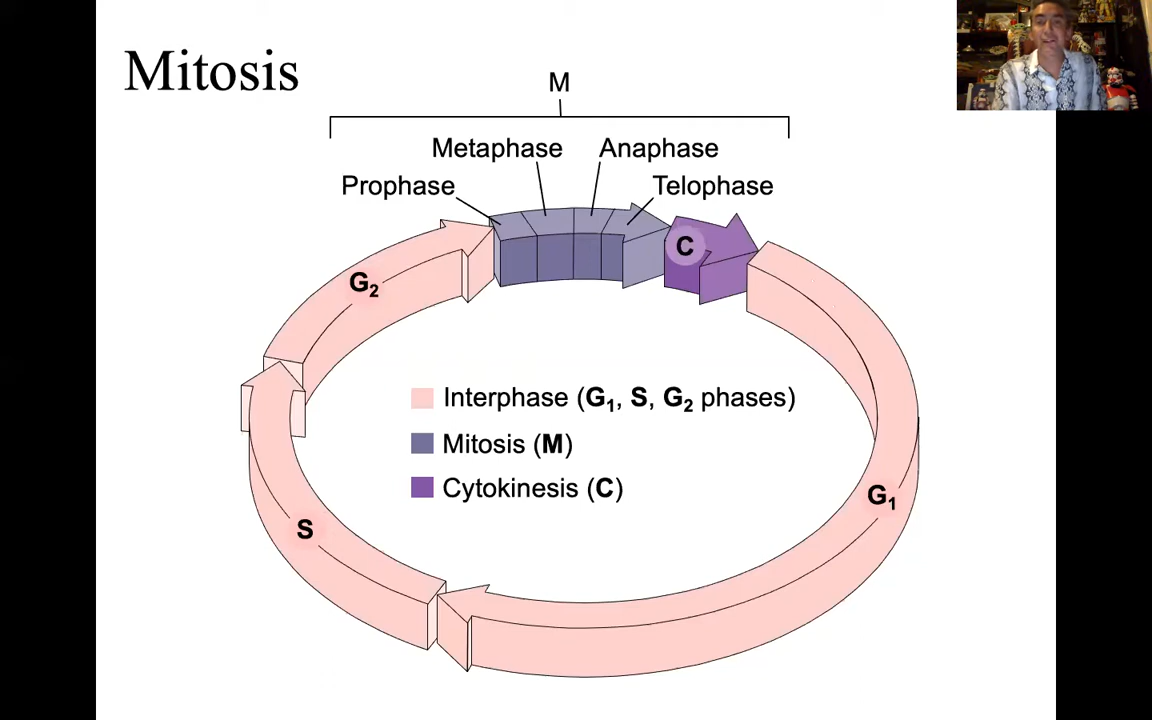 Mitosis
M
Metaphase Anaphase
Prophase Telophase
C
G₂
Interphase (G₁, S, G₂ phases)
Mitosis (M)
Cytokinesis (C)
G₁
S